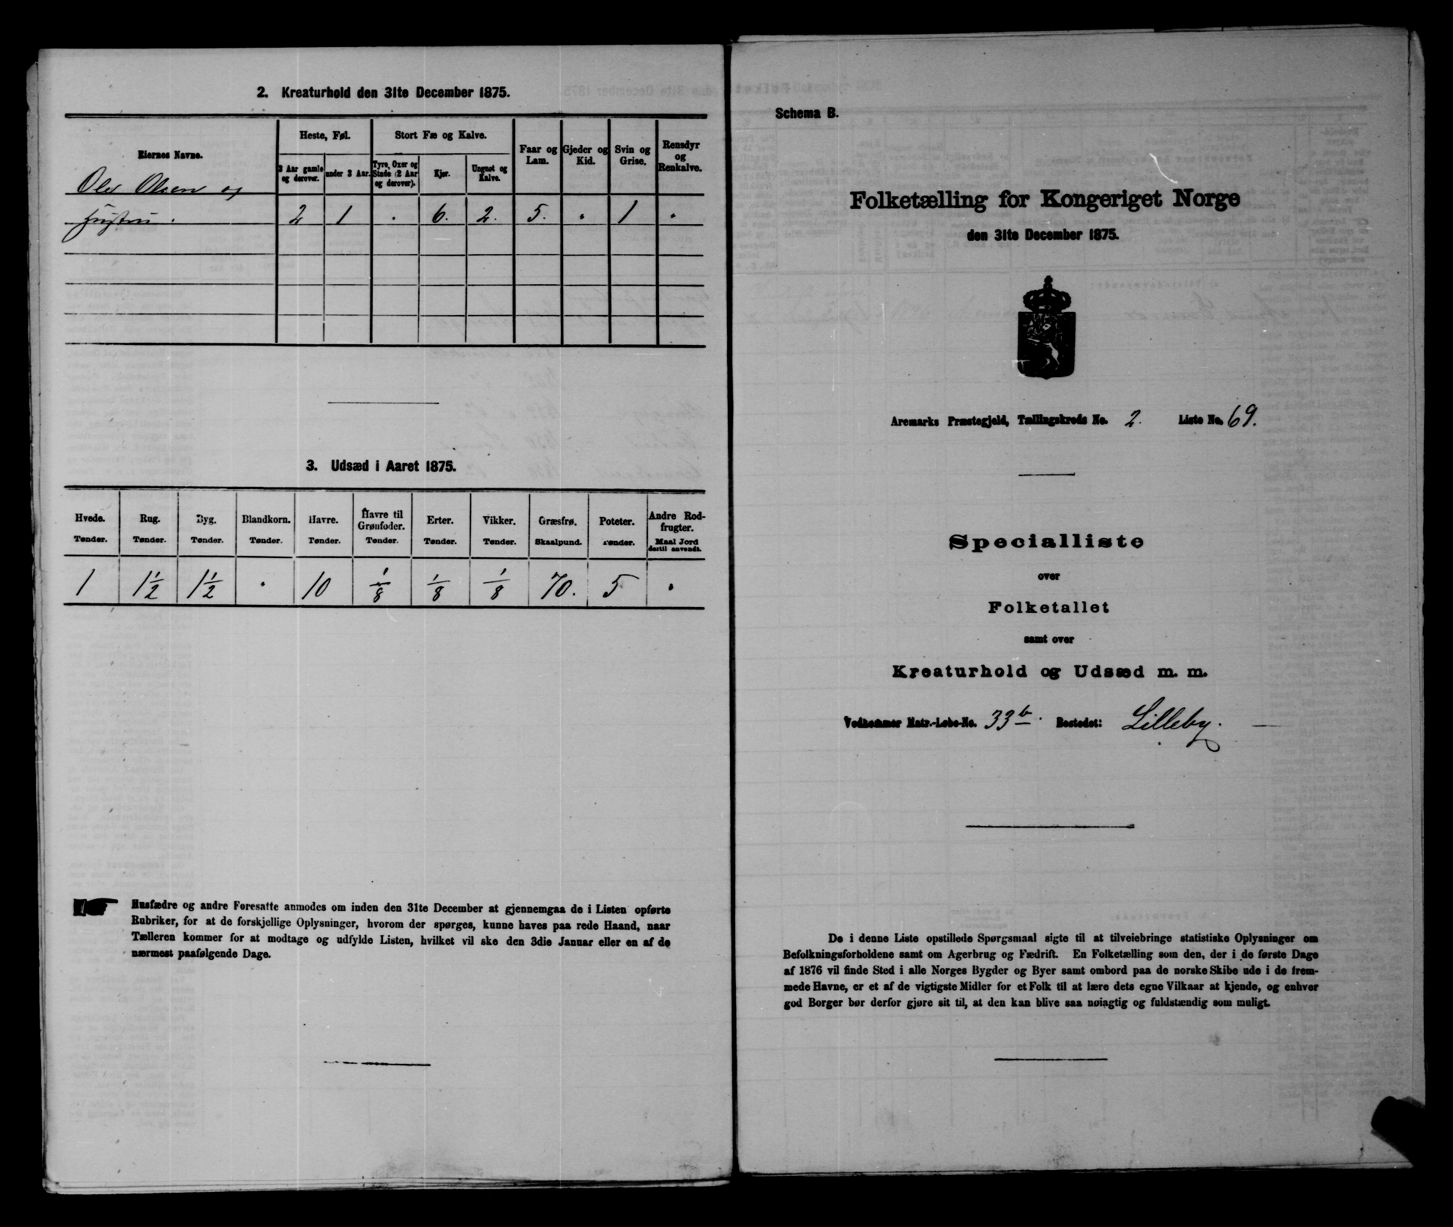 2. Kreaturhold den 31te December 1875.
Eiernes Navne.
Heste, Føl.
Stort Fæ og Kalve.
Faar og Lam.
Gjeder og Kid.
Svin og Grise.
Rensdyr og Renkalve.
3 Aar gamle og derover.
under 3 Aar.
Tyre, Oxer og Stude (2 Aar og derover).
Kjør.
Ungnøt og Kalve.
Ole Olsen og
Hustru. 2 1 . 6. 2. 5. . 1 .
3. Udsæd i Aaret 1875.
Hvede. Rug. Byg. Blandkorn. Havre. Havre til Grønfoder. Erter. Vikker. Græsfrø. Poteter. Andre Rodfrugter.
Tønder. Tønder. Tønder. Tønder. Tønder. Tønder. Tønder. Tønder. Skaalpund. Tønder. Maal Jord dertil anvendt.
1 1½ 1½ . 10 1/8 1/8 1/8 70. 5 .
Husfædre og andre Foresatte anmodes om inden den 31te December at gjennemgaa de i Listen opførte
Rubriker, for at de forskjellige Oplysninger, hvorom der spørges, kunne haves paa rede Haand, naar
Tælleren kommer for at modtage og udfylde Listen, hvilket vil ske den 3die Januar eller en af de
nærmest paafølgende Dage.
Schema B.
Folketælling for Kongeriget Norge
den 31te December 1875.
Aremarks Præstegjeld, Tællingskreds No. 2. Liste No. 69.
Specialliste
over
Folketallet
samt over
Kreaturhold og Udsæd m. m.
Vedkommer Matr.-Løbe-No. 33 b. Bostedet: Lilleby.
De i denne Liste opstillede Spørgsmaal sigte til at tilveiebringe statistiske Oplysninger om
Befolkningsforholdene samt om Agerbrug og Fædrift. En Folketælling som den, der i de første Dage
af 1876 vil finde Sted i alle Norges Bygder og Byer samt ombord paa de norske Skibe ude i de frem-
mede Havne, er et af de vigtigste Midler for et Folk til at lære dets egne Vilkaar at kjende, og enhver
god Borger bør derfor gjøre sit til, at den kan blive saa nøiagtig og fuldstændig som muligt.